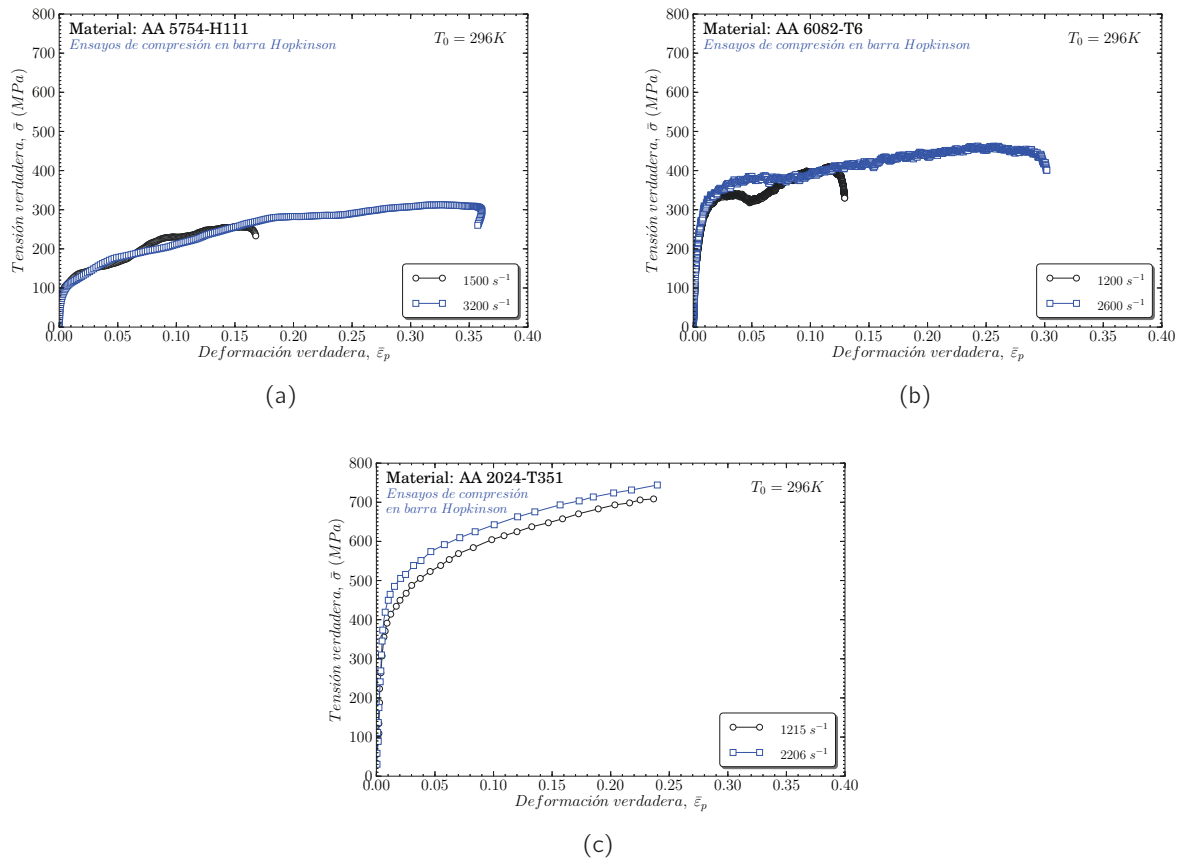 Material: AA 5754-H111
Ensayos de compresión en barra Hopkinson
T₀ = 296K
800
700
600
500
400
300
200
100
0
Tensión verdadera, σ̄ (MPa)
0.00 0.05 0.10 0.15 0.20 0.25 0.30 0.35 0.40
Deformación verdadera, ε̄ₚ
1500 s⁻¹
3200 s⁻¹
(a)
Material: AA 6082-T6
Ensayos de compresión en barra Hopkinson
T₀ = 296K
800
700
600
500
400
300
200
100
0
Tensión verdadera, σ̄ (MPa)
0.00 0.05 0.10 0.15 0.20 0.25 0.30 0.35 0.40
Deformación verdadera, ε̄ₚ
1200 s⁻¹
2600 s⁻¹
(b)
Material: AA 2024-T351
Ensayos de compresión
en barra Hopkinson
T₀ = 296K
800
700
600
500
400
300
200
100
0
Tensión verdadera, σ̄ (MPa)
0.00 0.05 0.10 0.15 0.20 0.25 0.30 0.35 0.40
Deformación verdadera, ε̄ₚ
1215 s⁻¹
2206 s⁻¹
(c)